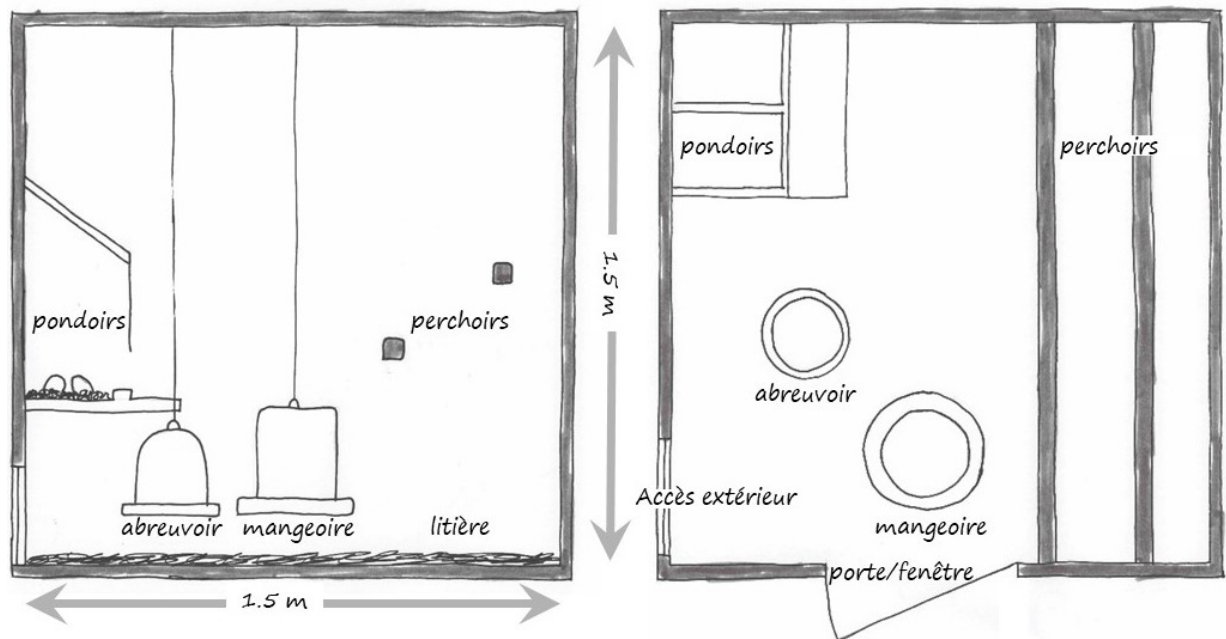 pondoirs
perchoirs
abreuvoir
mangeoire
litière
1.5 m
1.5 m
pondoirs
perchoirs
abreuvoir
Accès extérieur
mangeoire
porte/fenêtre